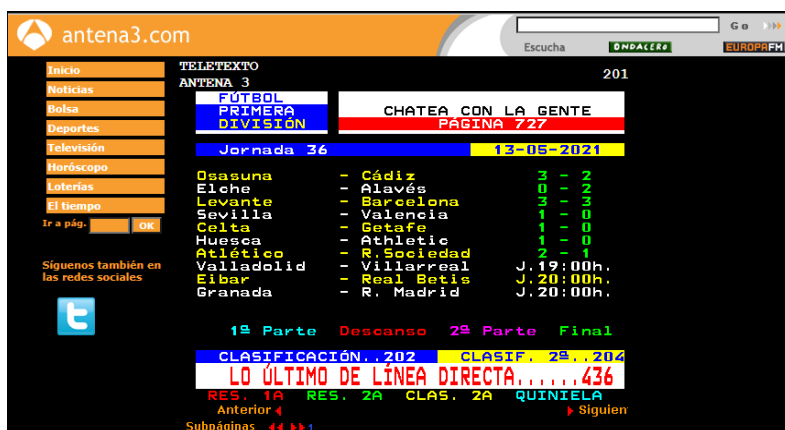 antena3.com
Go
Escucha ONDACERO EUROPAFM
Inicio
Noticias
Bolsa
Deportes
Televisión
Horóscopo
Loterías
El tiempo
Ir a pág. OK
Síguenos también en
las redes sociales
TELETEXTO 201
ANTENA 3
FÚTBOL
PRIMERA
DIVISIÓN
CHATEA CON LA GENTE
PÁGINA 727
Jornada 36 13-05-2021
Osasuna - Cádiz 3 - 2
Elche - Alavés 0 - 2
Levante - Barcelona 3 - 3
Sevilla - Valencia 1 - 0
Celta - Getafe 1 - 0
Huesca - Athletic 1 - 0
Atlético - R.Sociedad 2 - 1
Valladolid - Villarreal J.19:00h.
Eibar - Real Betis J.20:00h.
Granada - R. Madrid J.20:00h.
1ª Parte Descanso 2ª Parte Final
CLASIFICACIÓN..202 CLASIF. 2ª..204
LO ÚLTIMO DE LÍNEA DIRECTA......436
RES. 1A RES. 2A CLAS. 2A QUINIELA
Anterior Siguien
Subpáginas 1